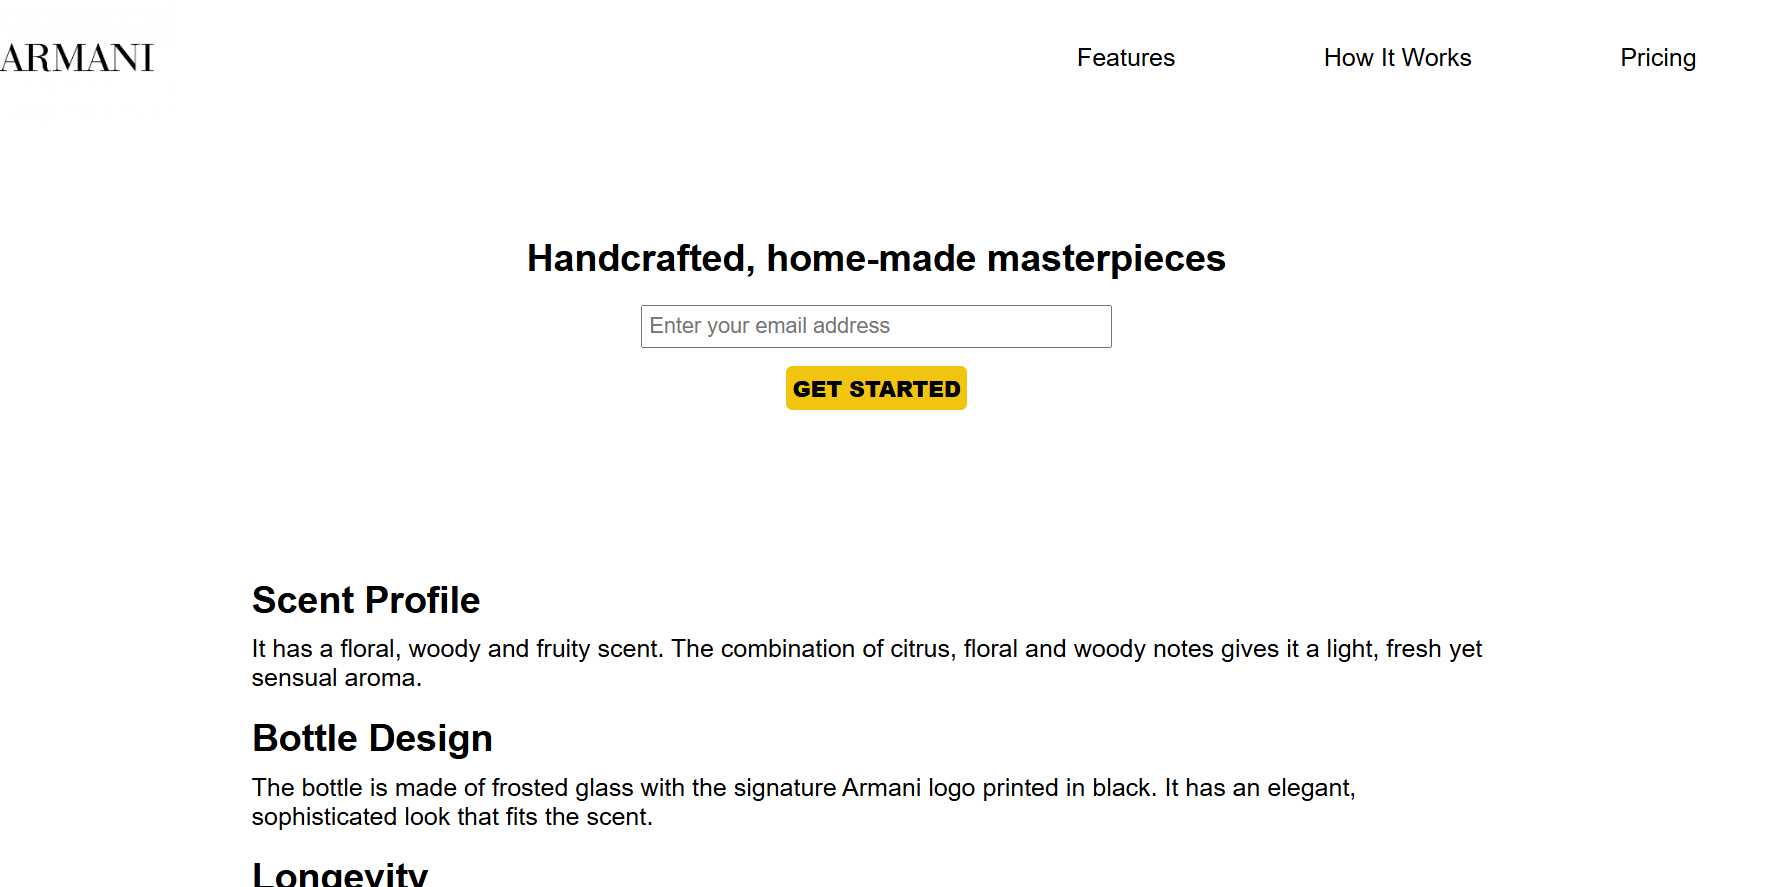 ARMANI
Features
How It Works
Pricing
Handcrafted, home-made masterpieces
Enter your email address
GET STARTED
Scent Profile
It has a floral, woody and fruity scent. The combination of citrus, floral and woody notes gives it a light, fresh yet
sensual aroma.
Bottle Design
The bottle is made of frosted glass with the signature Armani logo printed in black. It has an elegant,
sophisticated look that fits the scent.
Longevity